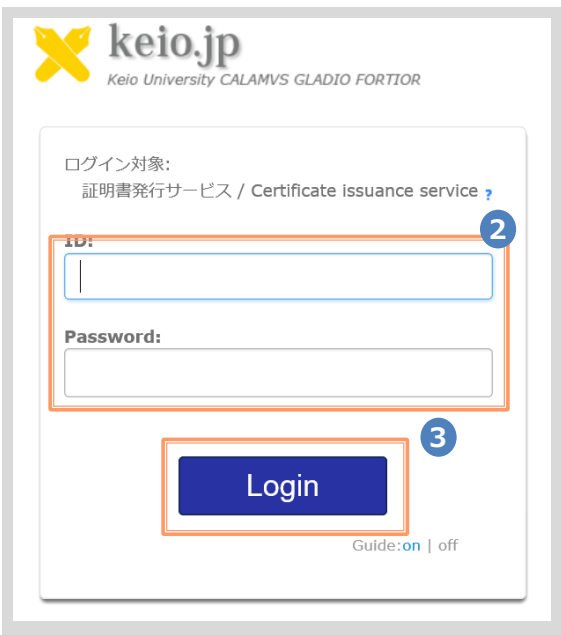 keio.jp
Keio University CALAMVS GLADIO FORTIOR
ログイン対象:
証明書発行サービス / Certificate issuance service ?
2
ID:
Password:
3
Login
Guide:on | off